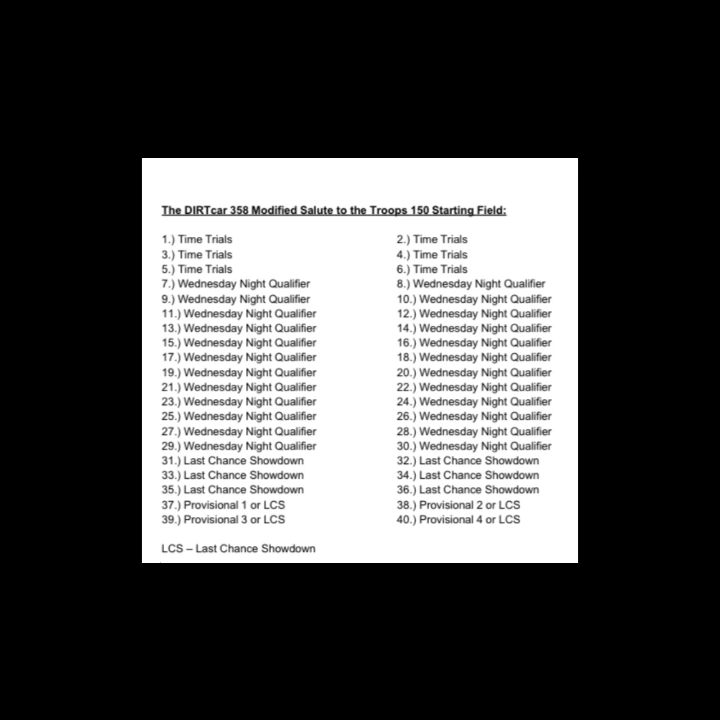 The DIRTcar 358 Modified Salute to the Troops 150 Starting Field:
1.) Time Trials 2.) Time Trials
3.) Time Trials 4.) Time Trials
5.) Time Trials 6.) Time Trials
7.) Wednesday Night Qualifier 8.) Wednesday Night Qualifier
9.) Wednesday Night Qualifier 10.) Wednesday Night Qualifier
11.) Wednesday Night Qualifier 12.) Wednesday Night Qualifier
13.) Wednesday Night Qualifier 14.) Wednesday Night Qualifier
15.) Wednesday Night Qualifier 16.) Wednesday Night Qualifier
17.) Wednesday Night Qualifier 18.) Wednesday Night Qualifier
19.) Wednesday Night Qualifier 20.) Wednesday Night Qualifier
21.) Wednesday Night Qualifier 22.) Wednesday Night Qualifier
23.) Wednesday Night Qualifier 24.) Wednesday Night Qualifier
25.) Wednesday Night Qualifier 26.) Wednesday Night Qualifier
27.) Wednesday Night Qualifier 28.) Wednesday Night Qualifier
29.) Wednesday Night Qualifier 30.) Wednesday Night Qualifier
31.) Last Chance Showdown 32.) Last Chance Showdown
33.) Last Chance Showdown 34.) Last Chance Showdown
35.) Last Chance Showdown 36.) Last Chance Showdown
37.) Provisional 1 or LCS 38.) Provisional 2 or LCS
39.) Provisional 3 or LCS 40.) Provisional 4 or LCS
LCS – Last Chance Showdown